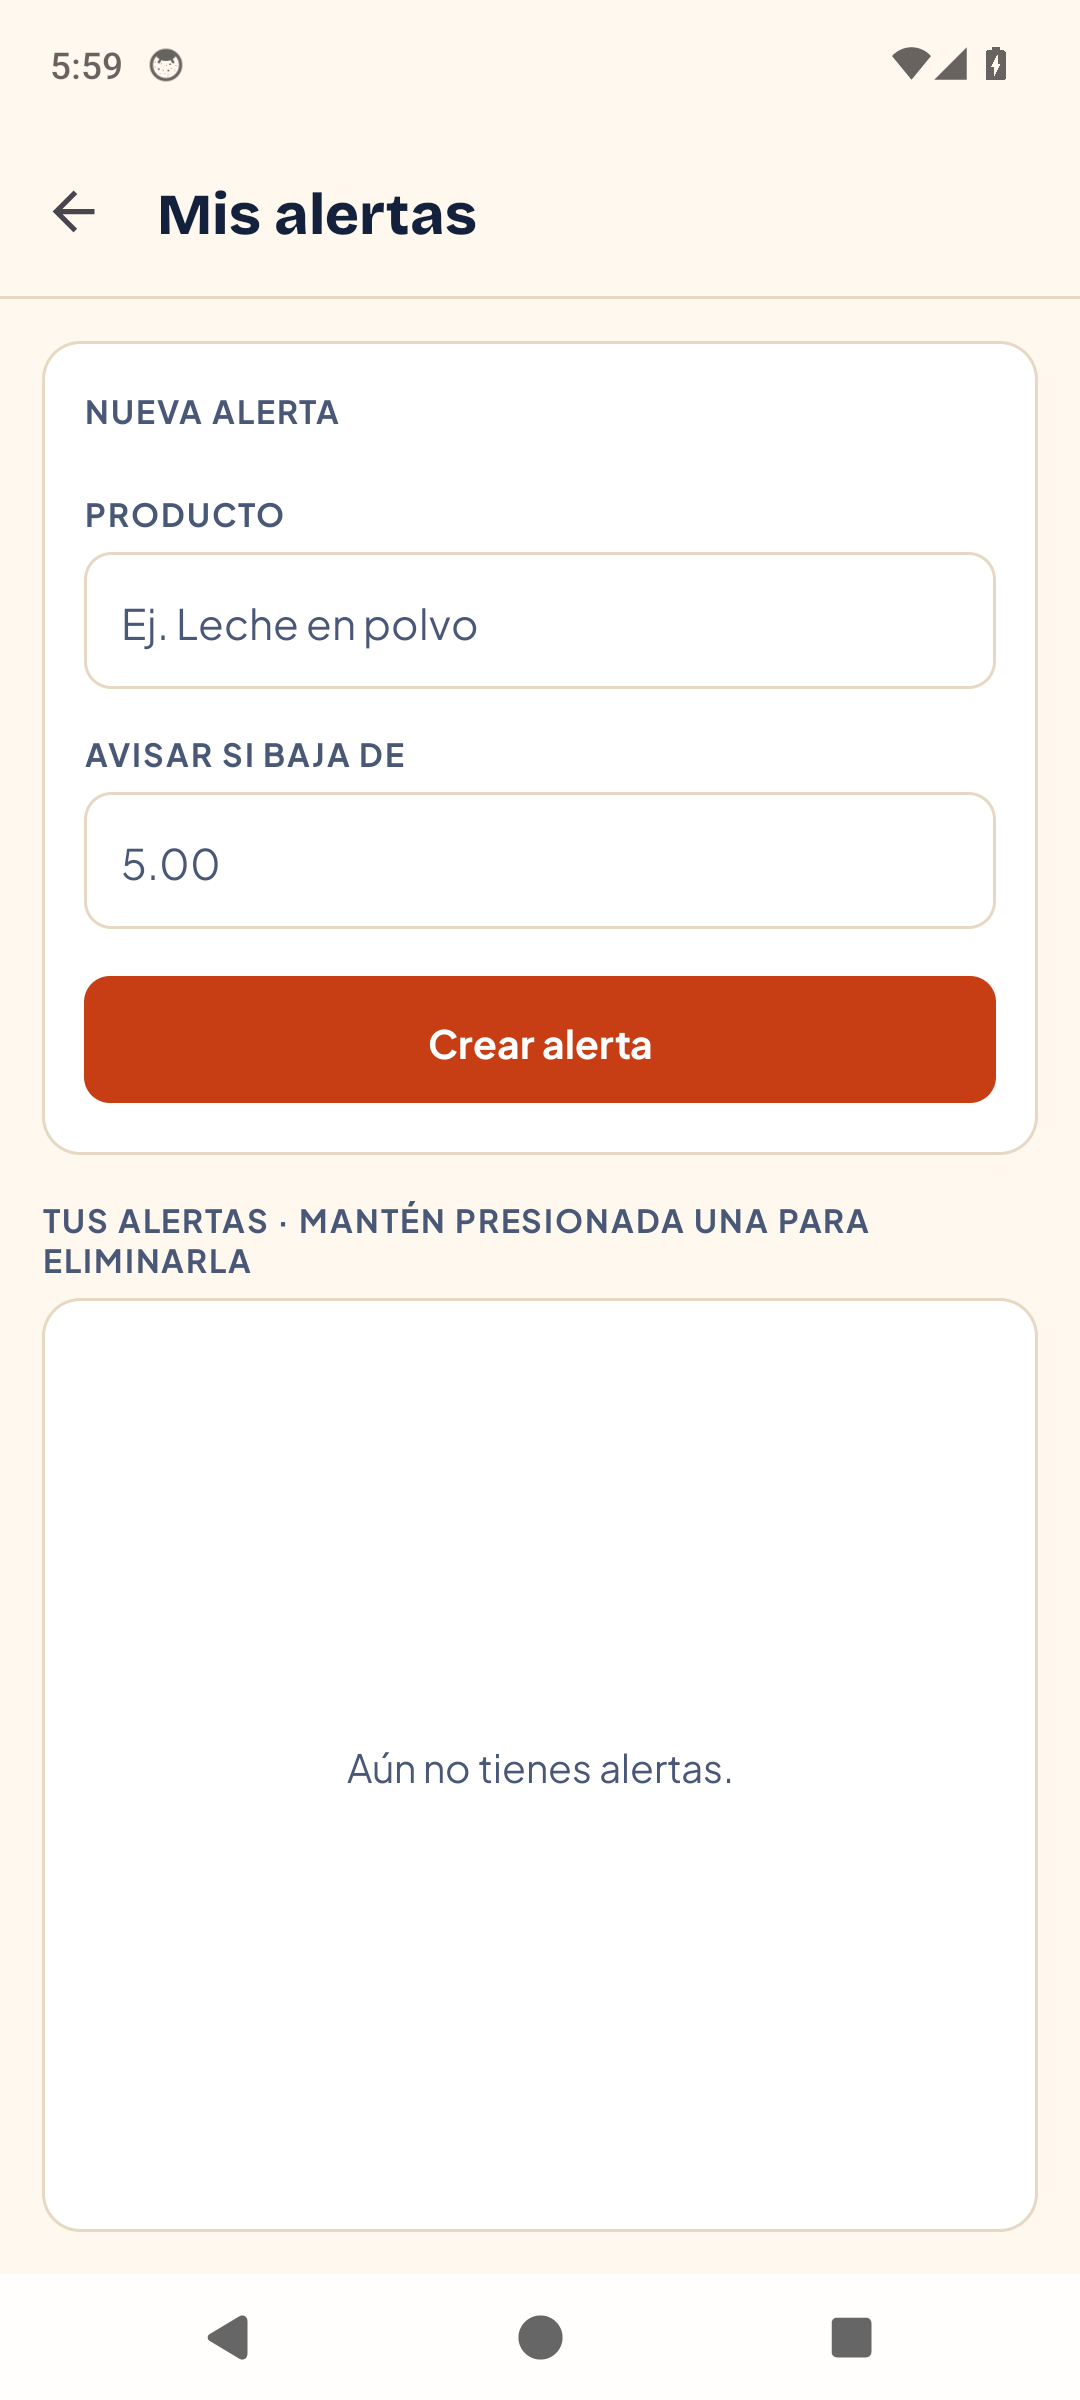 5:59
Mis alertas
NUEVA ALERTA
PRODUCTO
Ej. Leche en polvo
AVISAR SI BAJA DE
5.00
Crear alerta
TUS ALERTAS · MANTÉN PRESIONADA UNA PARA
ELIMINARLA
Aún no tienes alertas.